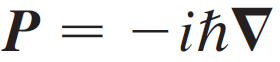 P = −iℏ∇